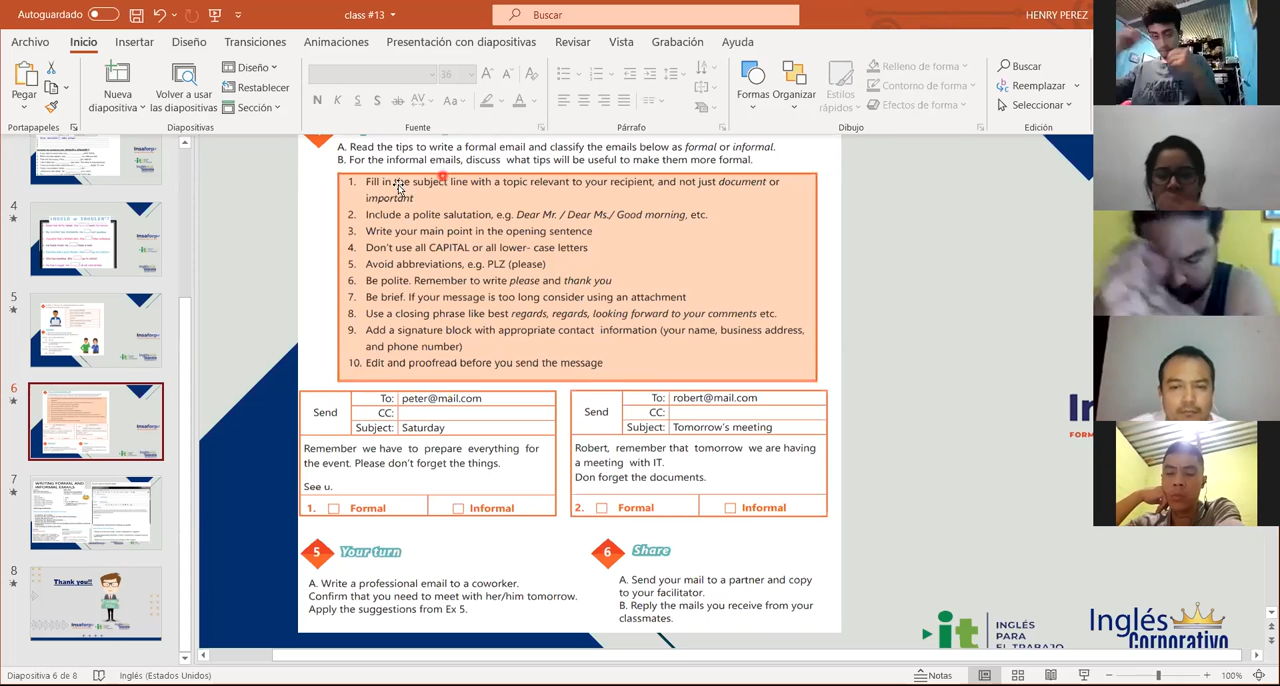 Autoguardado
class #13
Buscar
HENRY PEREZ
Archivo Inicio Insertar Diseño Transiciones Animaciones Presentación con diapositivas Revisar Vista Grabación Ayuda
Pegar
Nueva diapositiva
Volver a usar las diapositivas
Diseño
Restablecer
Sección
36
Formas
Organizar
Estilos rápidos
Relleno de forma
Contorno de forma
Efectos de forma
Buscar
Reemplazar
Seleccionar
Portapapeles Diapositivas Fuente Párrafo Dibujo Edición
4
5
6
7
8
SHOULD or SHOULDN'T
WRITING FORMAL AND INFORMAL EMAILS
Thank you!!
A. Read the tips to write a formal email and classify the emails below as formal or informal.
B. For the informal emails, discuss what tips will be useful to make them more formal.
1. Fill in the subject line with a topic relevant to your recipient, and not just document or
important
2. Include a polite salutation, e.g. Dear Mr. / Dear Ms./ Good morning, etc.
3. Write your main point in the opening sentence
4. Don't use all CAPITAL or all lower- case letters
5. Avoid abbreviations, e.g. PLZ (please)
6. Be polite. Remember to write please and thank you
7. Be brief. If your message is too long consider using an attachment
8. Use a closing phrase like best regards, regards, looking forward to your comments etc.
9. Add a signature block with appropriate contact information (your name, business address,
and phone number)
10. Edit and proofread before you send the message
Send
To: peter@mail.com
CC:
Subject: Saturday
Remember we have to prepare everything for
the event. Please don't forget the things.
See u.
1. Formal Informal
Send
To: robert@mail.com
CC:
Subject: Tomorrow's meeting
Robert, remember that tomorrow we are having
a meeting with IT.
Don forget the documents.
2. Formal Informal
5 Your turn
A. Write a professional email to a coworker.
Confirm that you need to meet with her/him tomorrow.
Apply the suggestions from Ex 5.
6 Share
A. Send your mail to a partner and copy
to your facilitator.
B. Reply the mails you receive from your
classmates.
it
INGLÉS
PARA
EL TRABAJO
Inglés
Corporativo
Diapositiva 6 de 8
Inglés (Estados Unidos)
Notas
100%